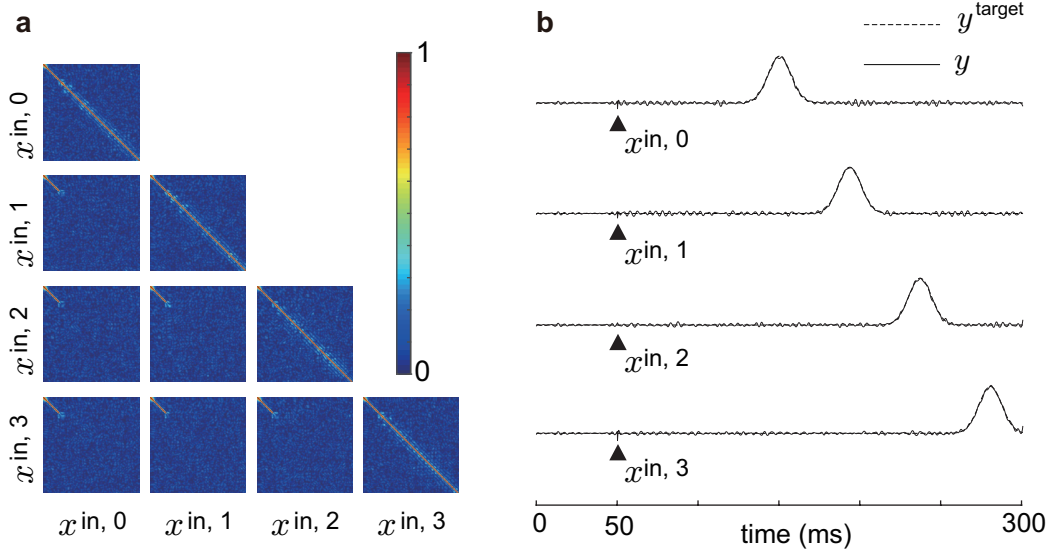 a
1
0
x^in, 0
x^in, 1
x^in, 2
x^in, 3
x^in, 0
x^in, 1
x^in, 2
x^in, 3
b
y^target
y
x^in, 0
x^in, 1
x^in, 2
x^in, 3
0 50 time (ms) 300